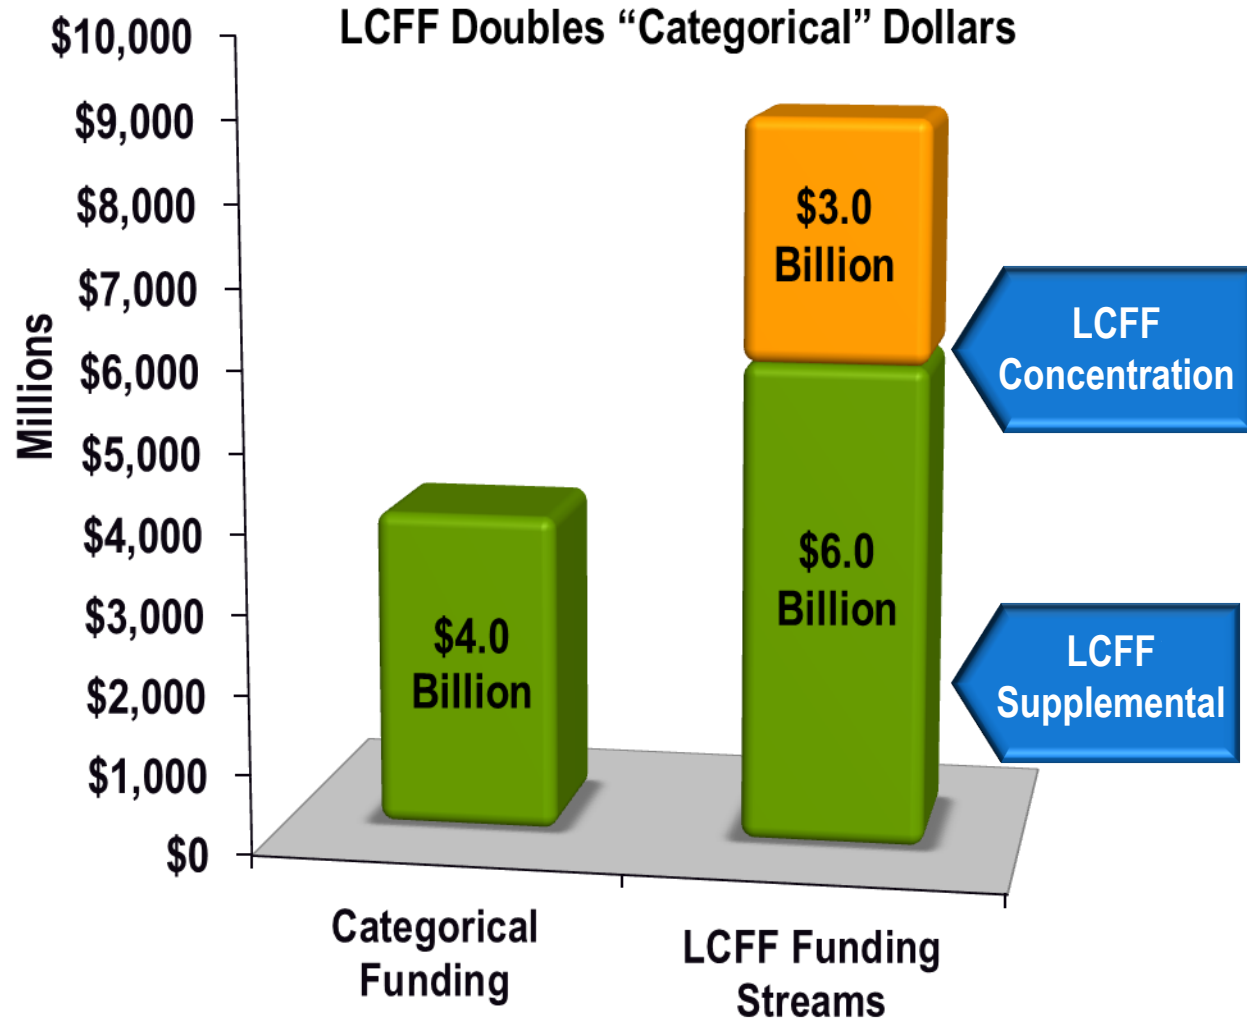 LCFF Doubles “Categorical” Dollars
$10,000
$9,000
$8,000
$7,000
$6,000
$5,000
$4,000
$3,000
$2,000
$1,000
$0
Millions
$4.0
Billion
$3.0
Billion
$6.0
Billion
LCFF
Concentration
LCFF
Supplemental
Categorical
Funding
LCFF Funding
Streams